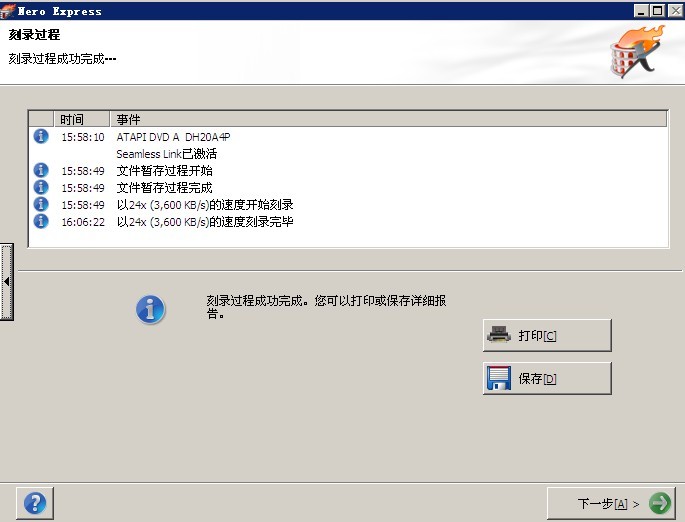 Nero Express
刻录过程
刻录过程成功完成---
时间 事件
15:58:10 ATAPI DVD A DH20A4P
Seamless Link已激活
15:58:49 文件暂存过程开始
15:58:49 文件暂存过程完成
15:58:49 以24x (3,600 KB/s)的速度开始刻录
16:06:22 以24x (3,600 KB/s)的速度刻录完毕
刻录过程成功完成。您可以打印或保存详细报
告。
打印[C]
保存[D]
下一步[A] >